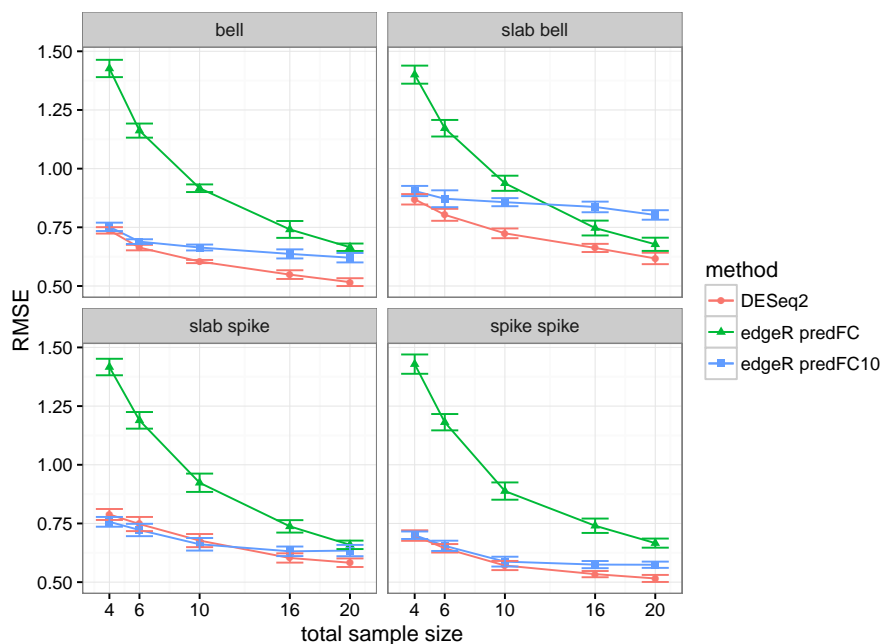 bell
slab bell
1.50
1.25
1.00
0.75
0.50
slab spike
spike spike
1.50
1.25
1.00
0.75
0.50
RMSE
4 6 10 16 20
4 6 10 16 20
total sample size
method
DESeq2
edgeR predFC
edgeR predFC10